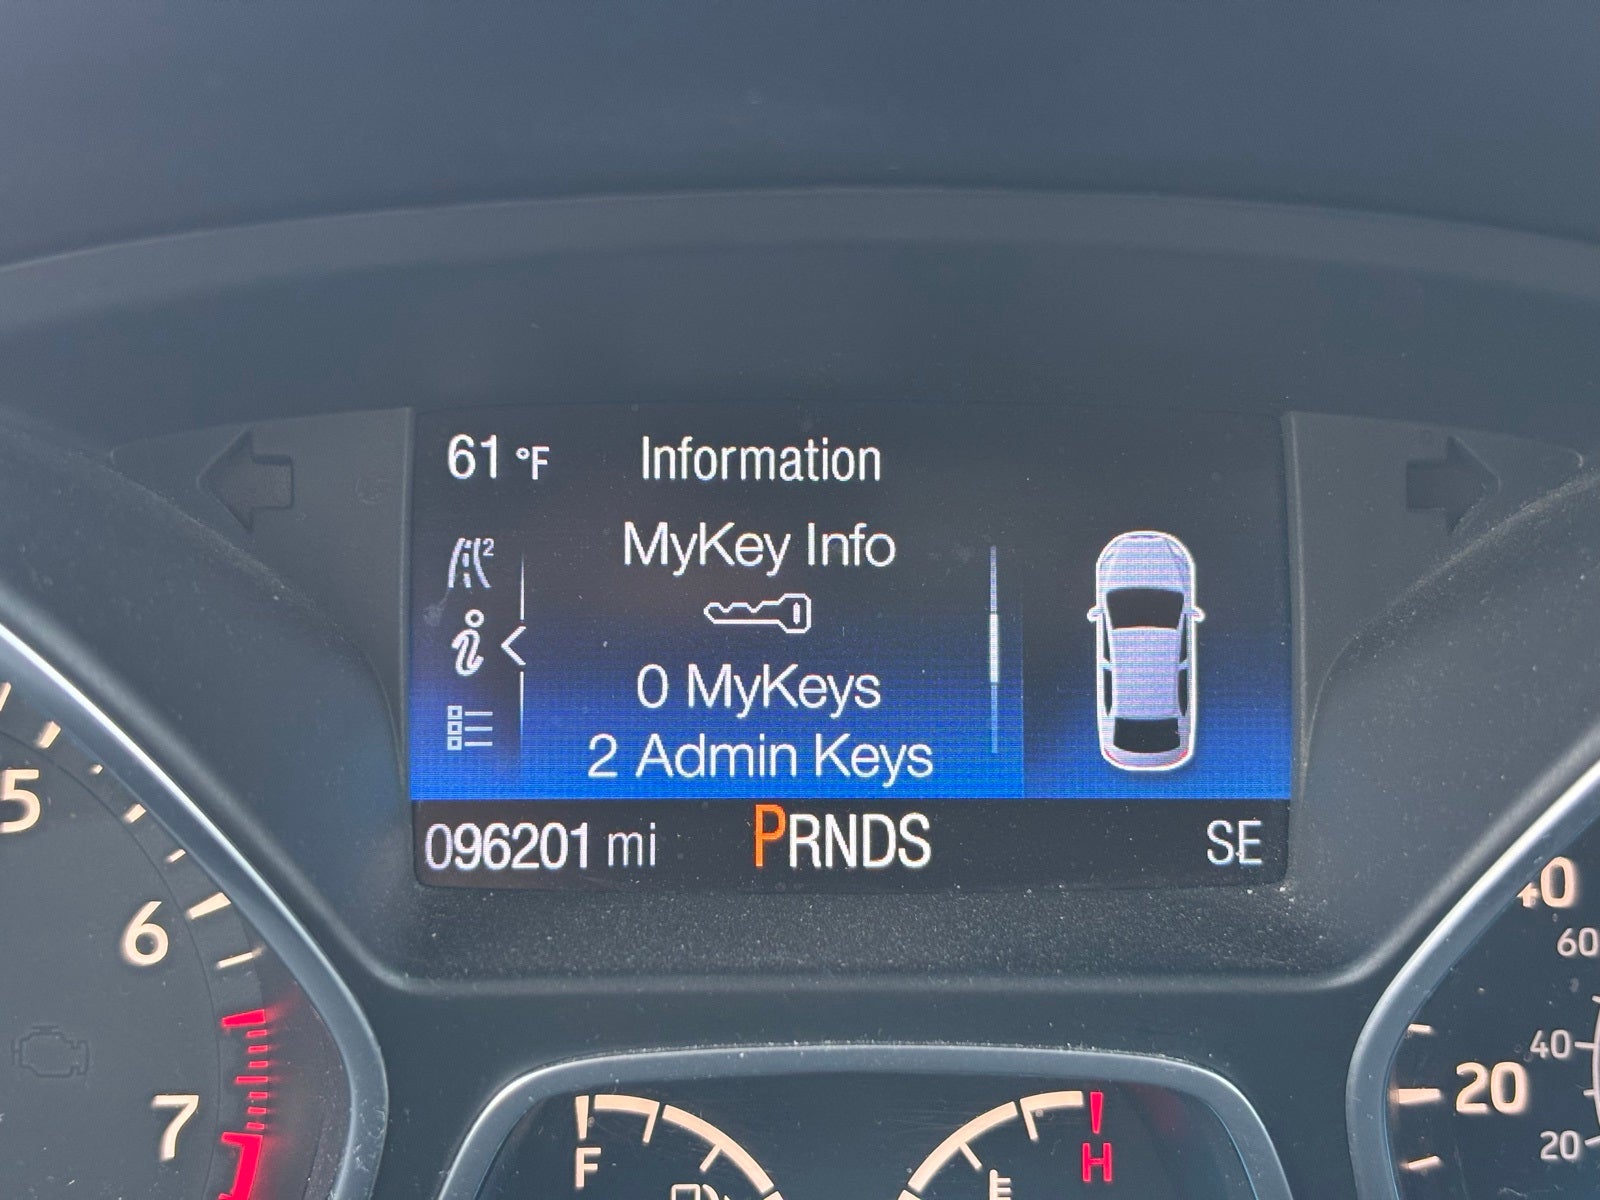 61 °F Information
MyKey Info
2
i
0 MyKeys
2 Admin Keys
096201 mi PRNDS SE
5
6
7
F
H
40
60
40
20
20